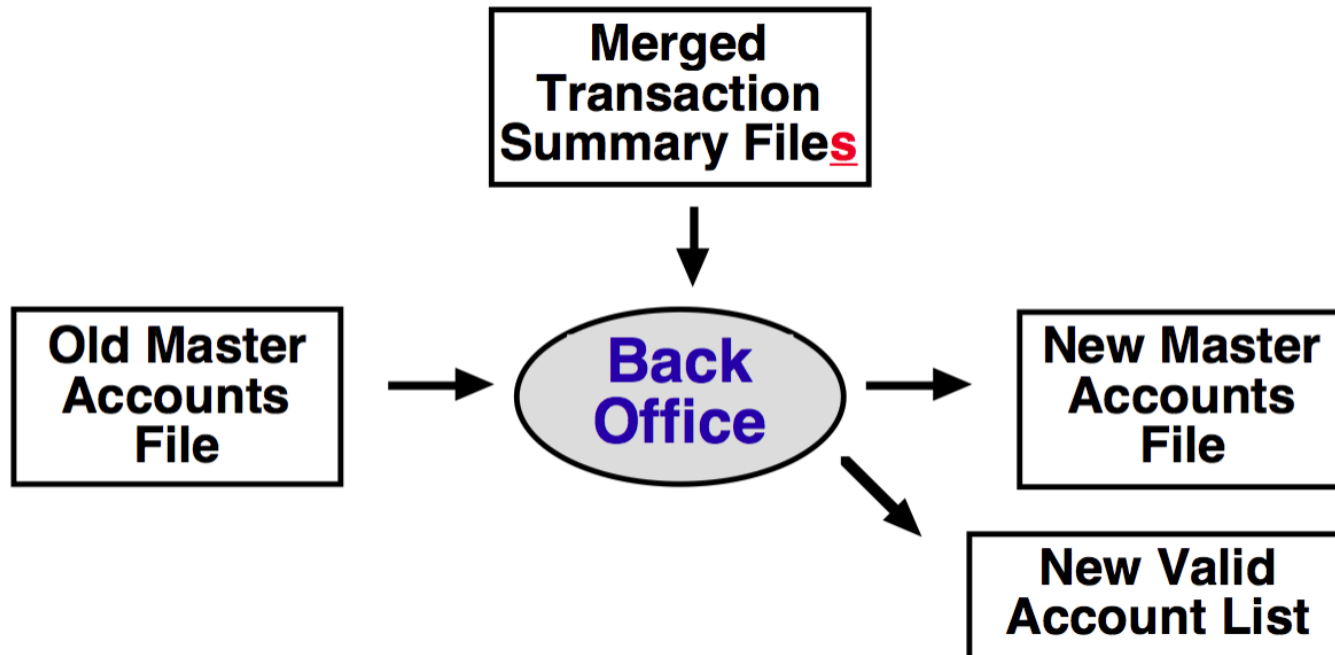 Merged
Transaction
Summary Files
Old Master
Accounts
File
Back
Office
New Master
Accounts
File
New Valid
Account List